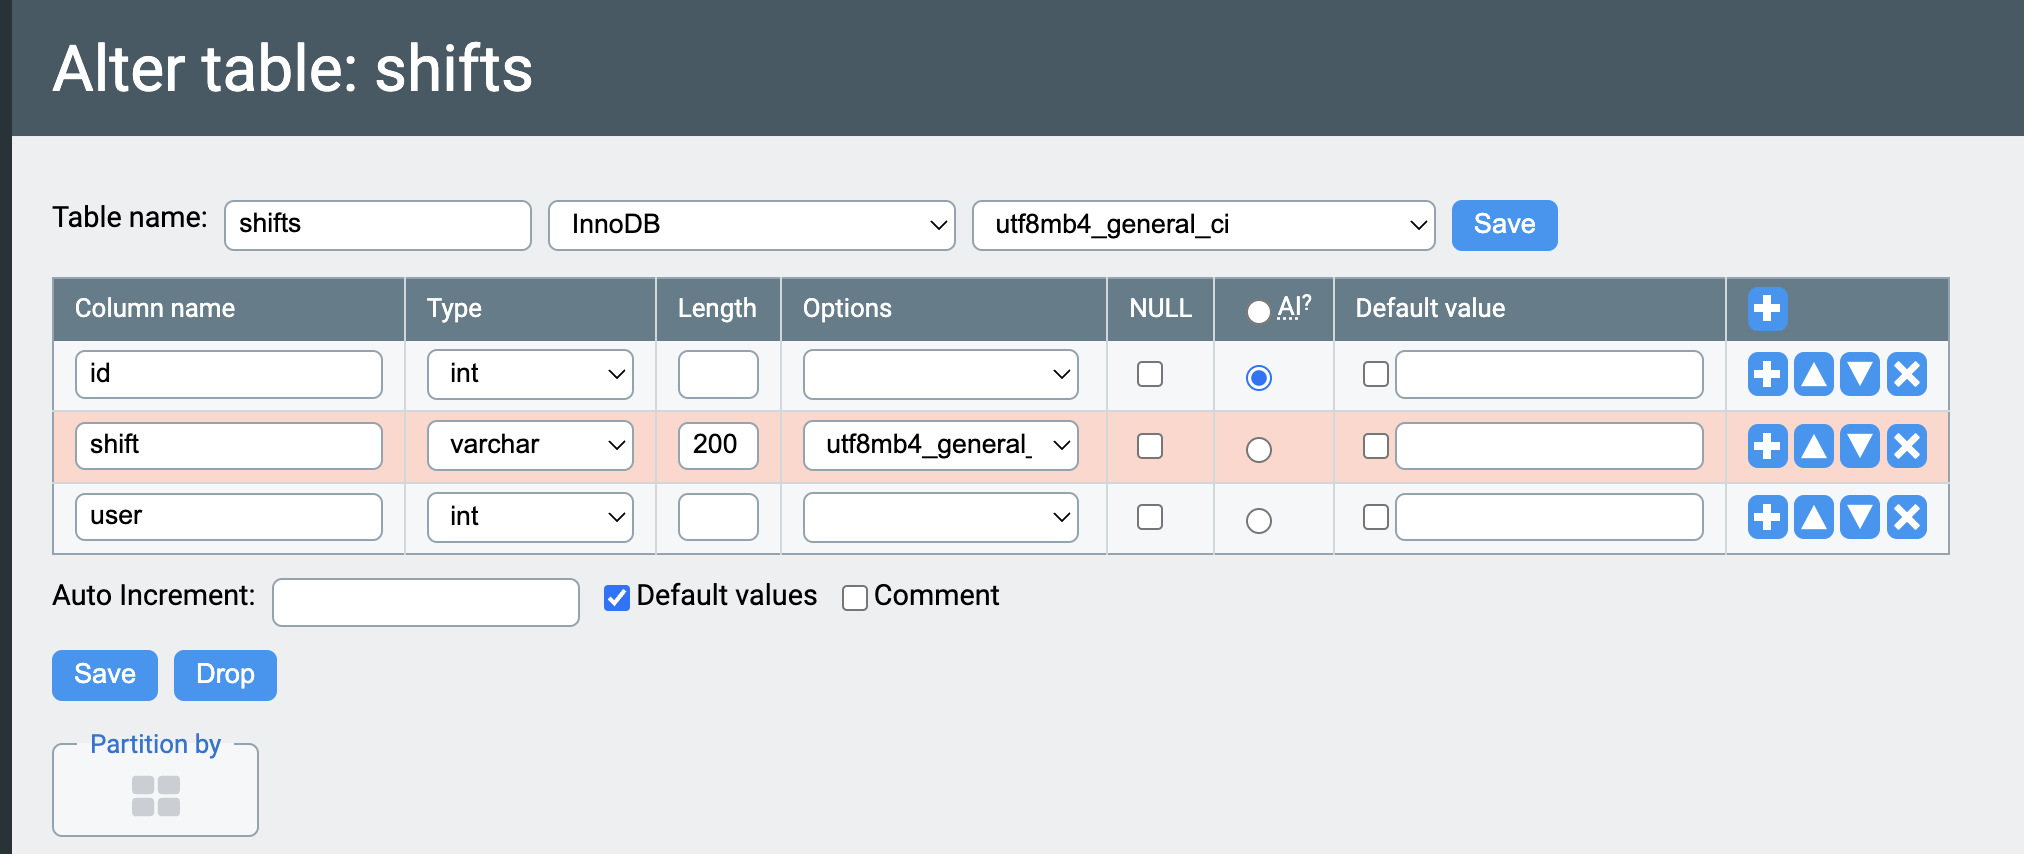 Alter table: shifts
Table name: shifts InnoDB utf8mb4_general_ci Save
Column name Type Length Options NULL AI? Default value
id int
shift varchar 200 utf8mb4_general_
user int
Auto Increment: Default values Comment
Save Drop
Partition by